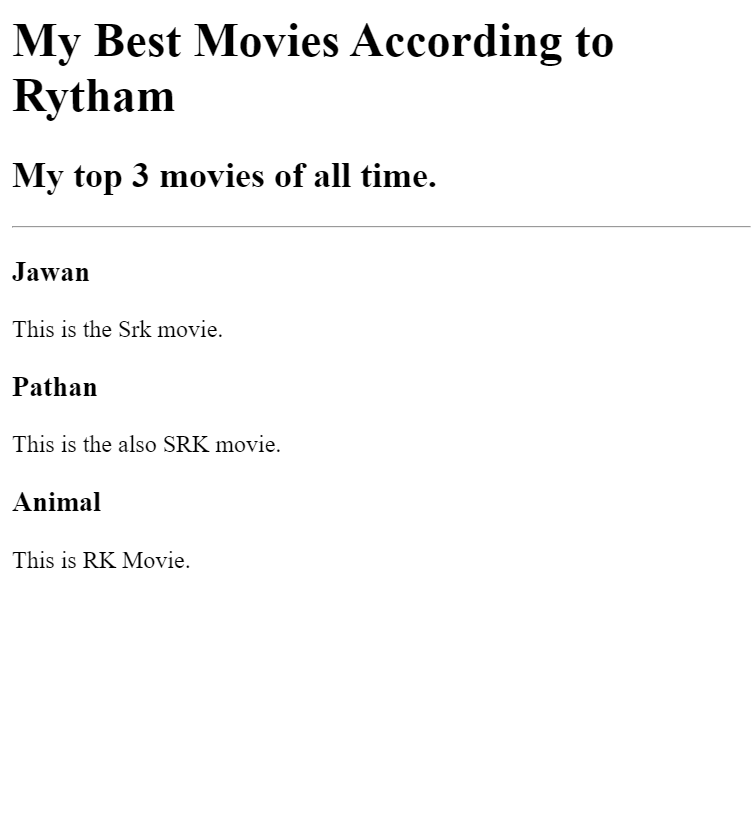 My Best Movies According to
Rytham
My top 3 movies of all time.
Jawan
This is the Srk movie.
Pathan
This is the also SRK movie.
Animal
This is RK Movie.